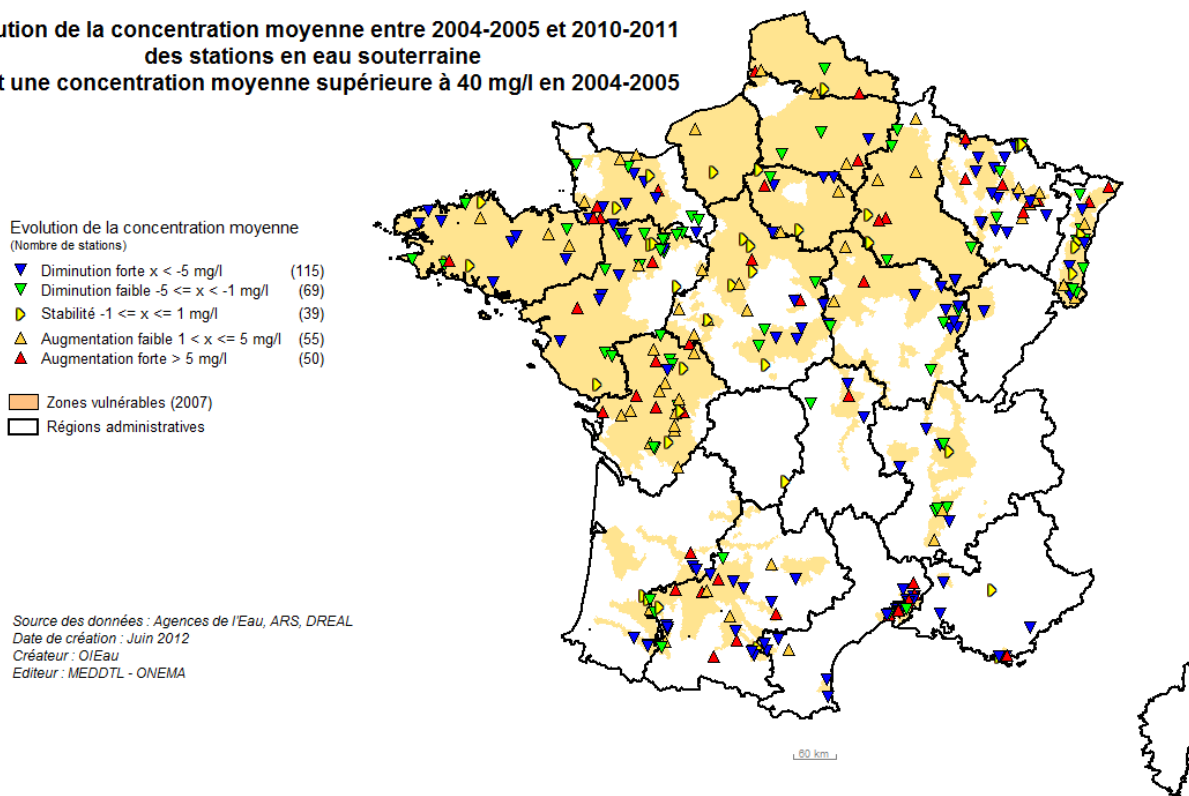 ution de la concentration moyenne entre 2004-2005 et 2010-2011
des stations en eau souterraine
t une concentration moyenne supérieure à 40 mg/l en 2004-2005
Evolution de la concentration moyenne
(Nombre de stations)
Diminution forte x < -5 mg/l (115)
Diminution faible -5 <= x < -1 mg/l (69)
Stabilité -1 <= x <= 1 mg/l (39)
Augmentation faible 1 < x <= 5 mg/l (55)
Augmentation forte > 5 mg/l (50)
Zones vulnérables (2007)
Régions administratives
Source des données : Agences de l'Eau, ARS, DREAL
Date de création : Juin 2012
Créateur : OIEau
Editeur : MEDDTL - ONEMA
60 km